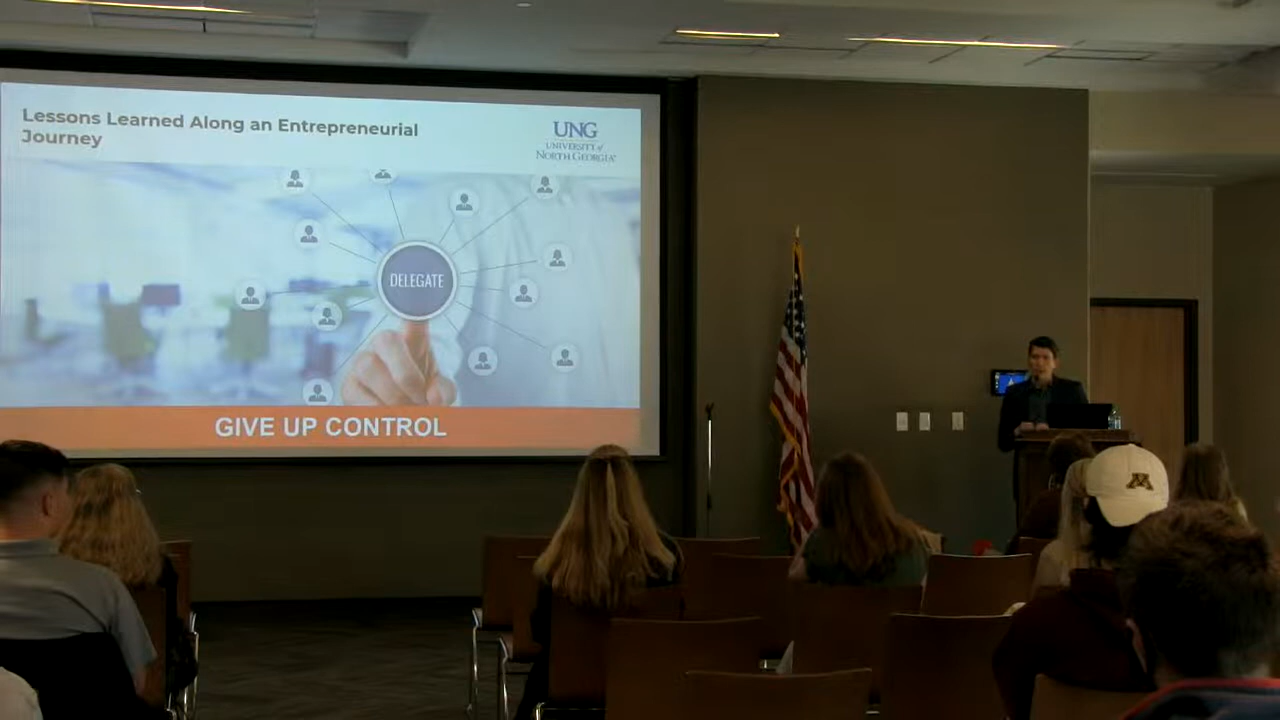 Lessons Learned Along an Entrepreneurial
Journey
UNG
UNIVERSITY of
NORTH GEORGIA
DELEGATE
GIVE UP CONTROL
M